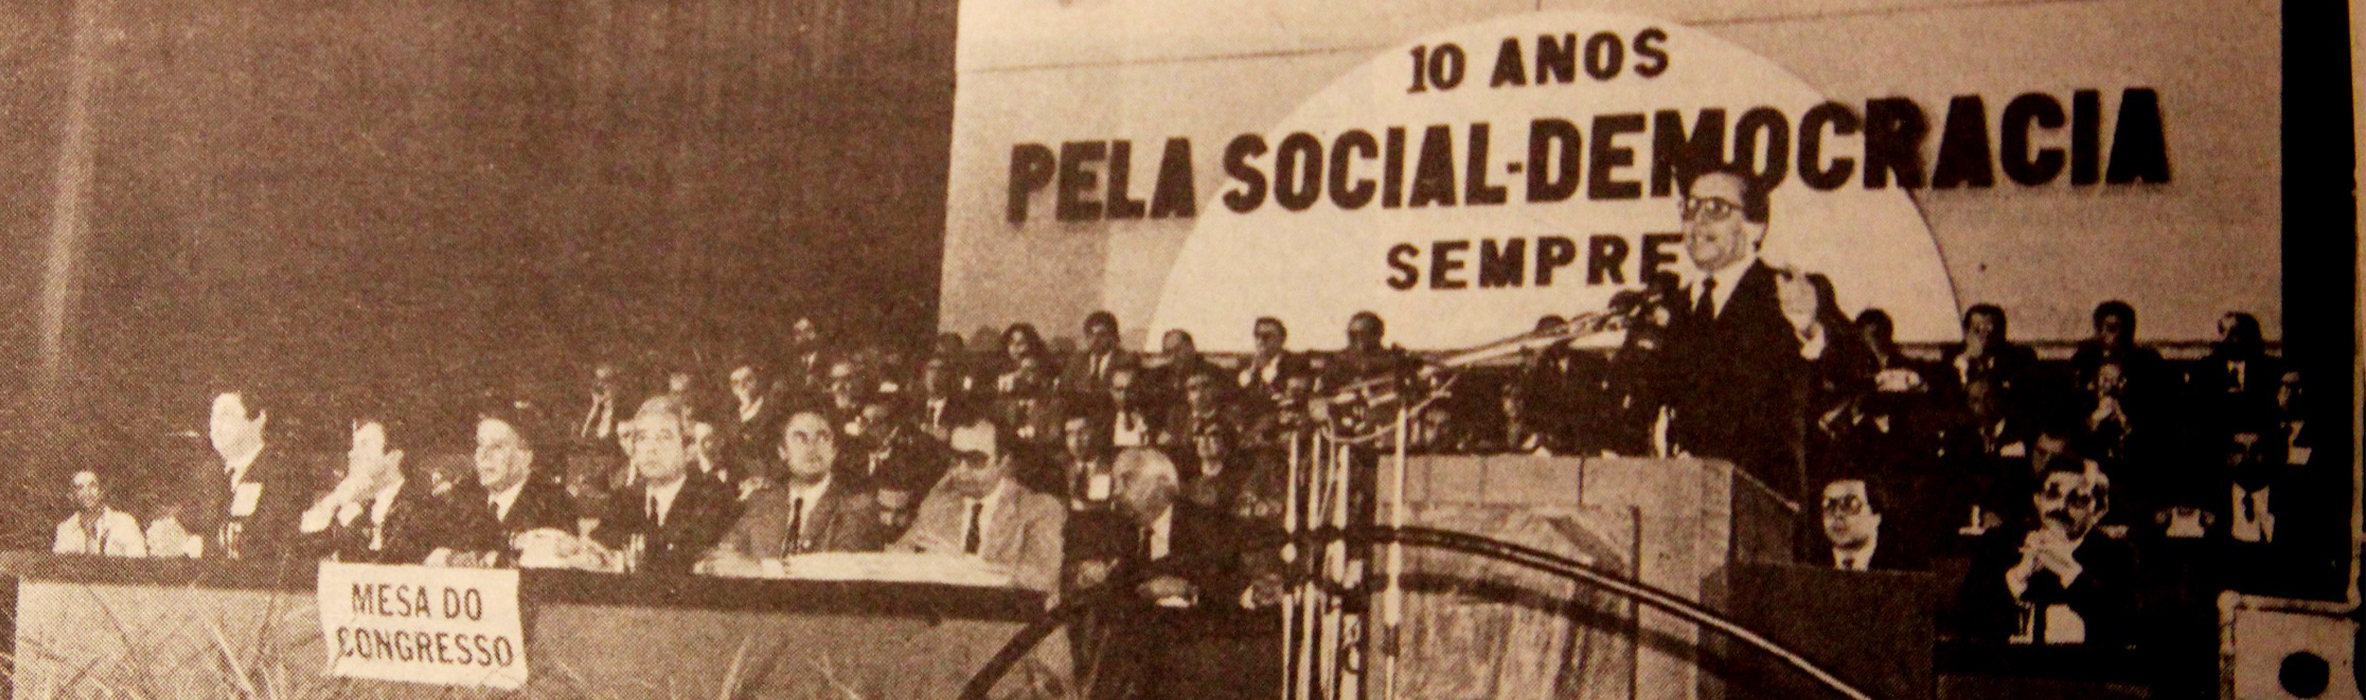 10 ANOS
PELA SOCIAL-DEMOCRACIA
SEMPRE
MESA DO
CONGRESSO